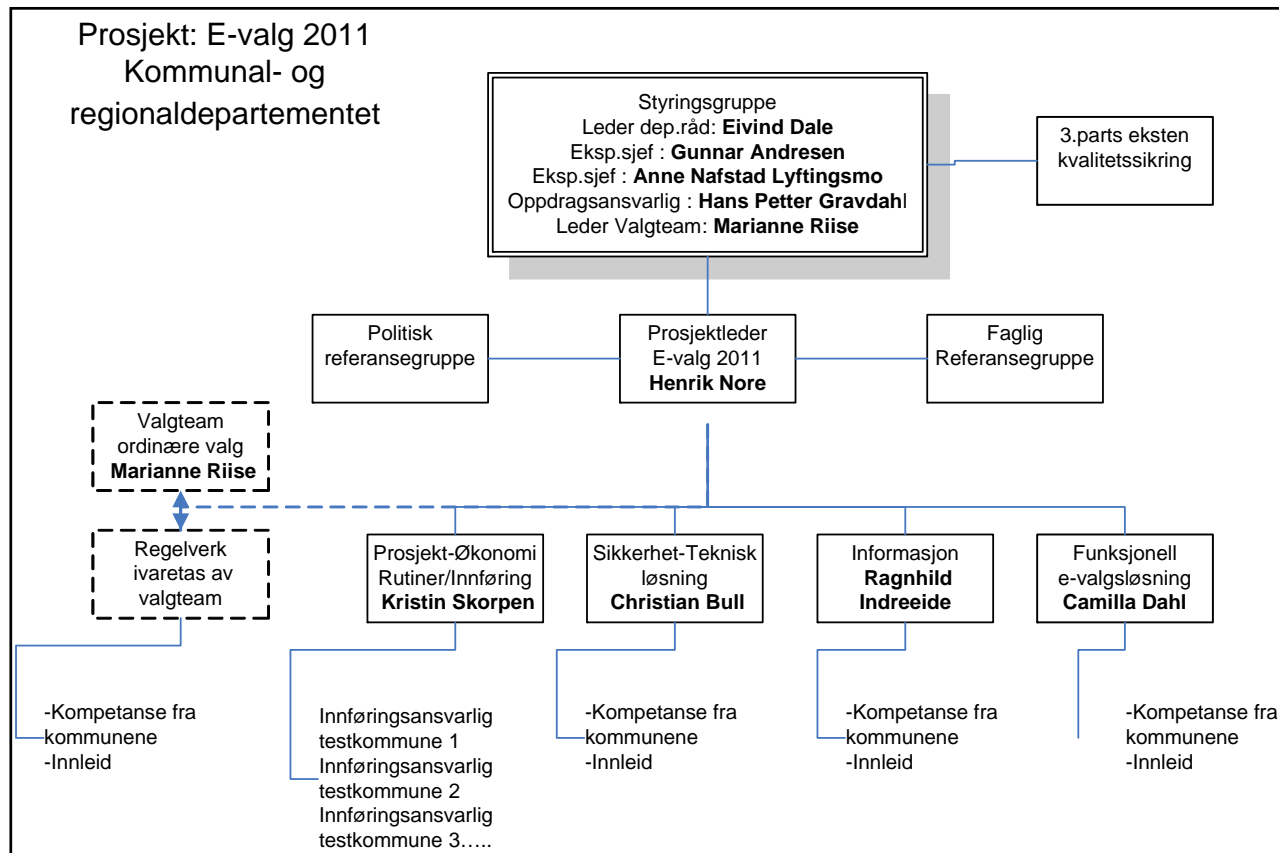 Prosjekt: E-valg 2011
Kommunal- og
regionaldepartementet
Styringsgruppe
Leder dep.råd: Eivind Dale
Eksp.sjef : Gunnar Andresen
Eksp.sjef : Anne Nafstad Lyftingsmo
Oppdragsansvarlig : Hans Petter Gravdahl
Leder Valgteam: Marianne Riise
3.parts eksten
kvalitetssikring
Politisk
referansegruppe
Prosjektleder
E-valg 2011
Henrik Nore
Faglig
Referansegruppe
Valgteam
ordinære valg
Marianne Riise
Regelverk
ivaretas av
valgteam
Prosjekt-Økonomi
Rutiner/Innføring
Kristin Skorpen
Sikkerhet-Teknisk
løsning
Christian Bull
Informasjon
Ragnhild
Indreeide
Funksjonell
e-valgsløsning
Camilla Dahl
-Kompetanse fra
kommunene
-Innleid
Innføringsansvarlig
testkommune 1
Innføringsansvarlig
testkommune 2
Innføringsansvarlig
testkommune 3.....
-Kompetanse fra
kommunene
-Innleid
-Kompetanse fra
kommunene
-Innleid
-Kompetanse fra
kommunene
-Innleid